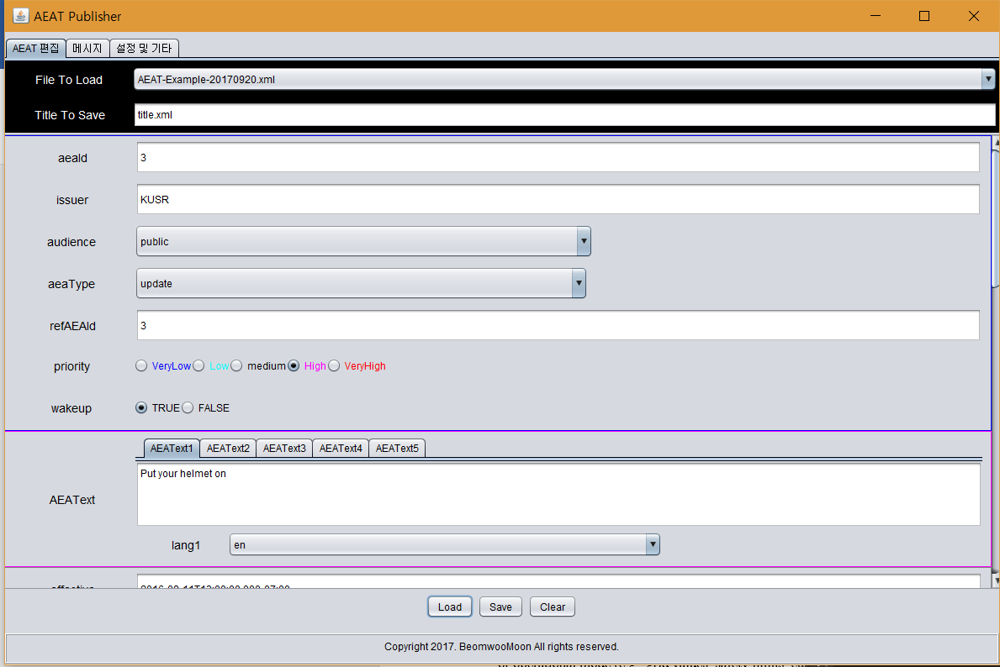 AEAT Publisher
AEAT 편집 메시지 설정 및 기타
File To Load AEAT-Example-20170920.xml
Title To Save title.xml
aeaId 3
issuer KUSR
audience public
aeaType update
refAEAId 3
priority VeryLow Low medium High VeryHigh
wakeup TRUE FALSE
AEAText1 AEAText2 AEAText3 AEAText4 AEAText5
Put your helmet on
AEAText
lang1 en
effective
Load Save Clear
Copyright 2017. BeomwooMoon All rights reserved.